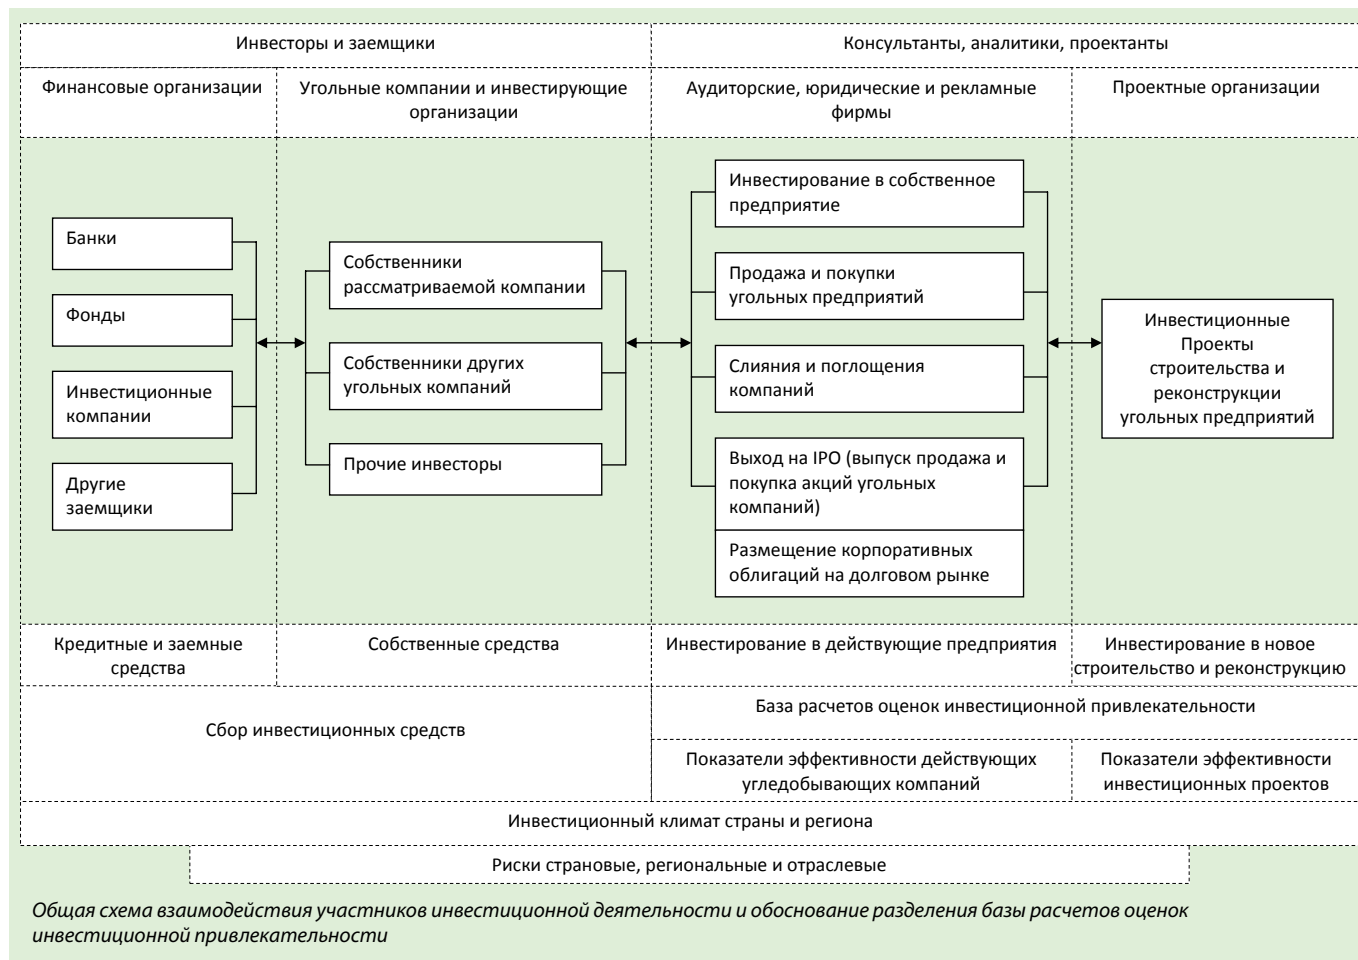 Инвесторы и заемщики
Консультанты, аналитики, проектанты
Финансовые организации
Угольные компании и инвестирующие
организации
Аудиторские, юридические и рекламные
фирмы
Проектные организации
Банки
Фонды
Инвестиционные
компании
Другие
заемщики
Собственники
рассматриваемой компании
Собственники других
угольных компаний
Прочие инвесторы
Инвестирование в собственное
предприятие
Продажа и покупки
угольных предприятий
Слияния и поглощения
компаний
Выход на IPO (выпуск продажа и
покупка акций угольных
компаний)
Размещение корпоративных
облигаций на долговом рынке
Инвестиционные
Проекты
строительства и
реконструкции
угольных предприятий
Кредитные и заемные
средства
Собственные средства
Инвестирование в действующие предприятия
Инвестирование в новое
строительство и реконструкцию
Сбор инвестиционных средств
База расчетов оценок инвестиционной привлекательности
Показатели эффективности действующих
угледобывающих компаний
Показатели эффективности
инвестиционных проектов
Инвестиционный климат страны и региона
Риски страновые, региональные и отраслевые
Общая схема взаимодействия участников инвестиционной деятельности и обоснование разделения базы расчетов оценок
инвестиционной привлекательности